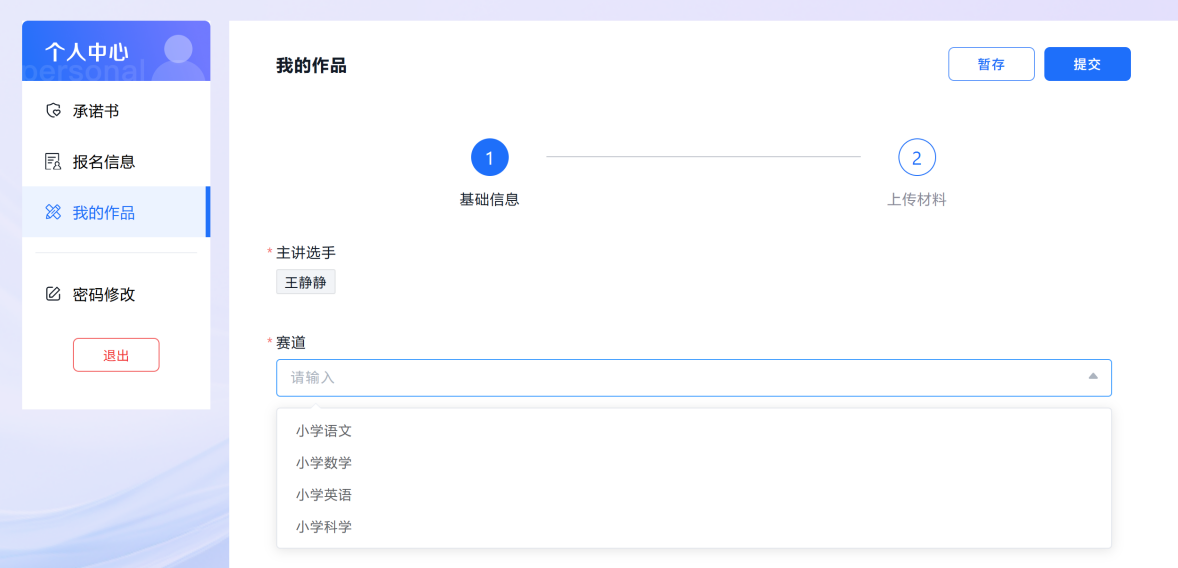 个人中心
personal
承诺书
报名信息
我的作品
密码修改
退出
我的作品
暂存
提交
1
基础信息
2
上传材料
* 主讲选手
王静静
* 赛道
请输入
小学语文
小学数学
小学英语
小学科学